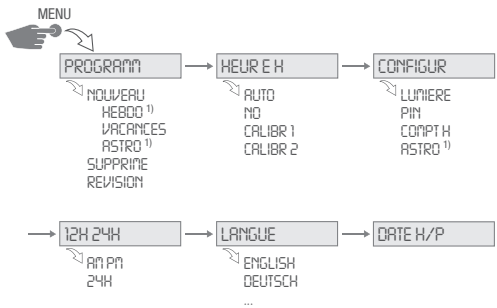 MENU
PROGRAMM
HEUR E H
CONFIGUR
NOUVEAU
HEBDO 1)
VACANCES
ASTRO 1)
SUPPRIME
REVISION
AUTO
NO
CALIBR 1
CALIBR 2
LUMIERE
PIN
COMPT H
ASTRO 1)
12H 24H
LANGUE
DATE H/P
AM PM
24H
ENGLISH
DEUTSCH
...